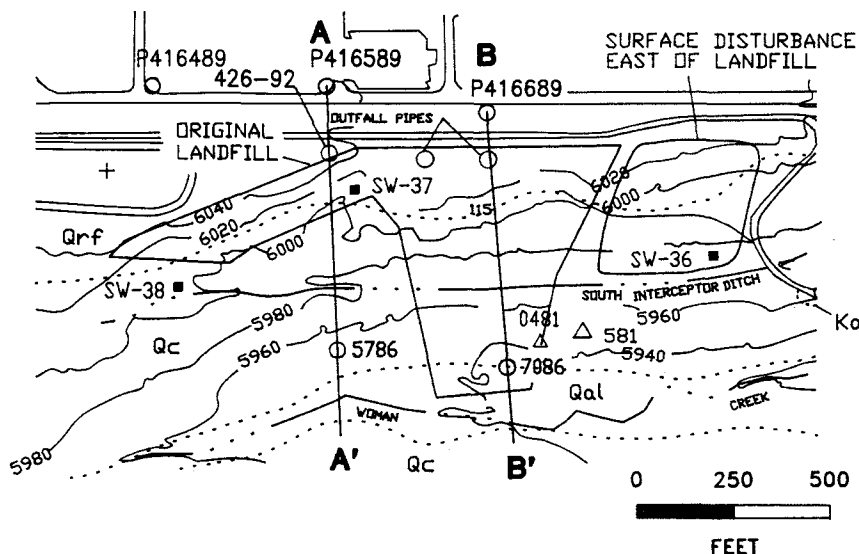 A
B
P416489
P416589
SURFACE DISTURBANCE
EAST OF LANDFILL
426-92
P416689
OUTFALL PIPES
ORIGINAL
LANDFILL
SW-37
6028
6040
6020
6000
6000
115
Qrf
SW-36
SW-38
SOUTH INTERCEPTOR DITCH
5980
5960
0481
581
Ka
Qc
5960
5786
5940
7086
Qal
WOMAN
CREEK
5980
A'
Qc
B'
0 250 500
FEET